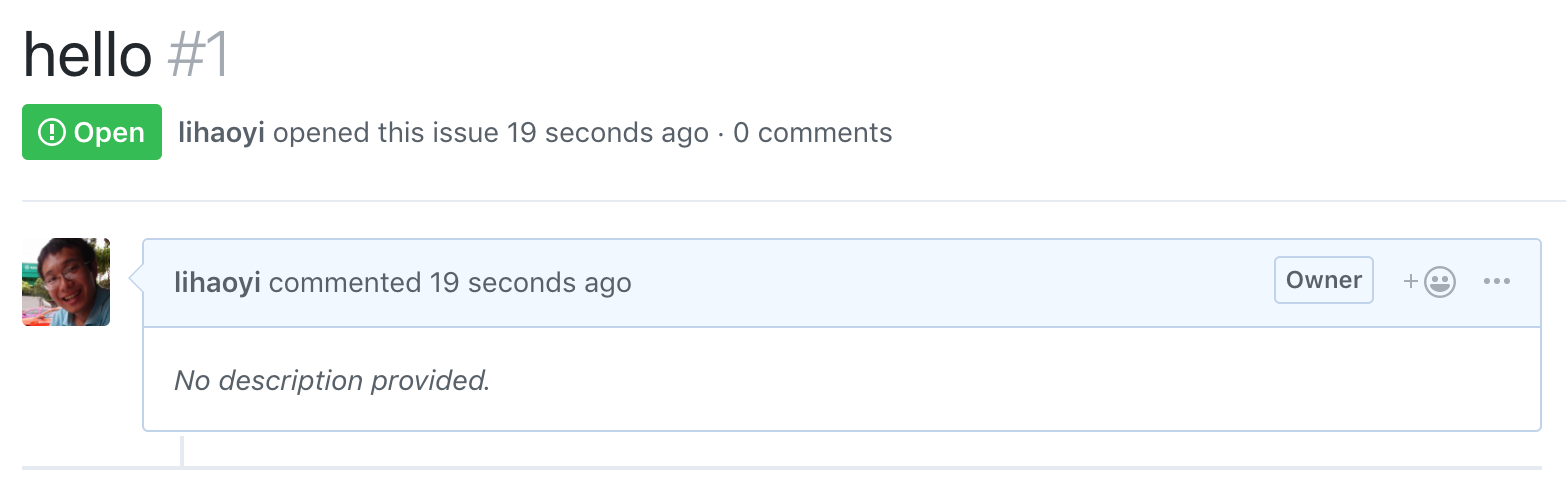 hello #1
Open lihaoyi opened this issue 19 seconds ago · 0 comments
lihaoyi commented 19 seconds ago Owner
No description provided.